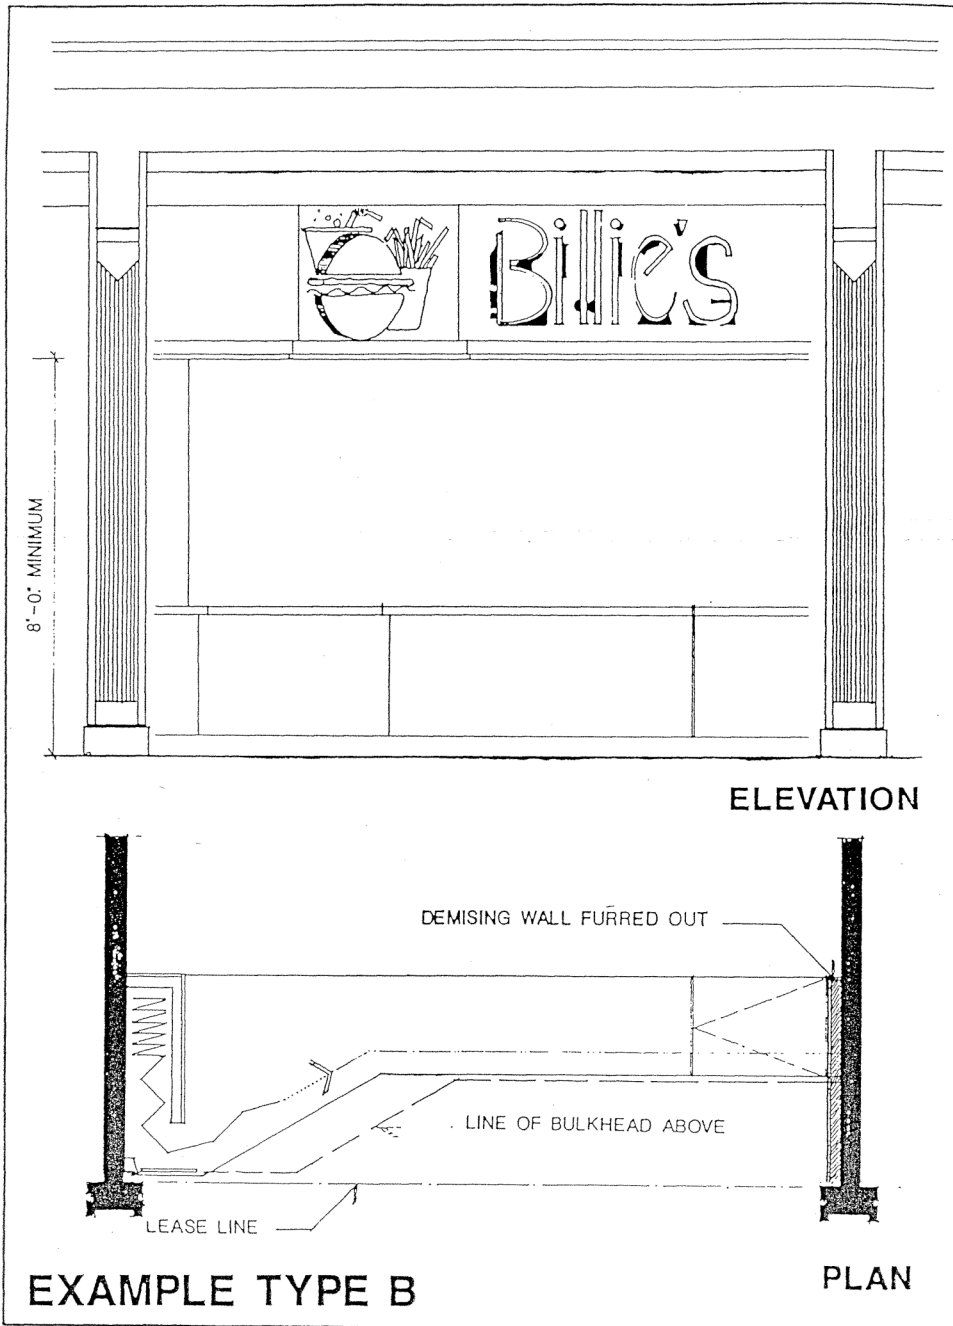 Billie's
8'-0." MINIMUM
ELEVATION
DEMISING WALL FURRED OUT
LINE OF BULKHEAD ABOVE
LEASE LINE
EXAMPLE TYPE B
PLAN